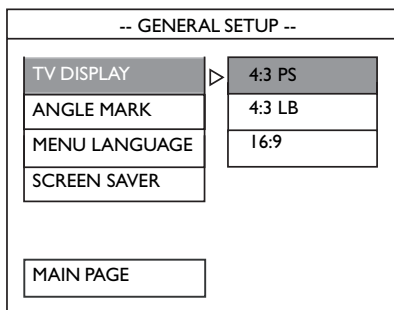 -- GENERAL SETUP --
TV DISPLAY
4:3 PS
ANGLE MARK
4:3 LB
MENU LANGUAGE
16:9
SCREEN SAVER
MAIN PAGE